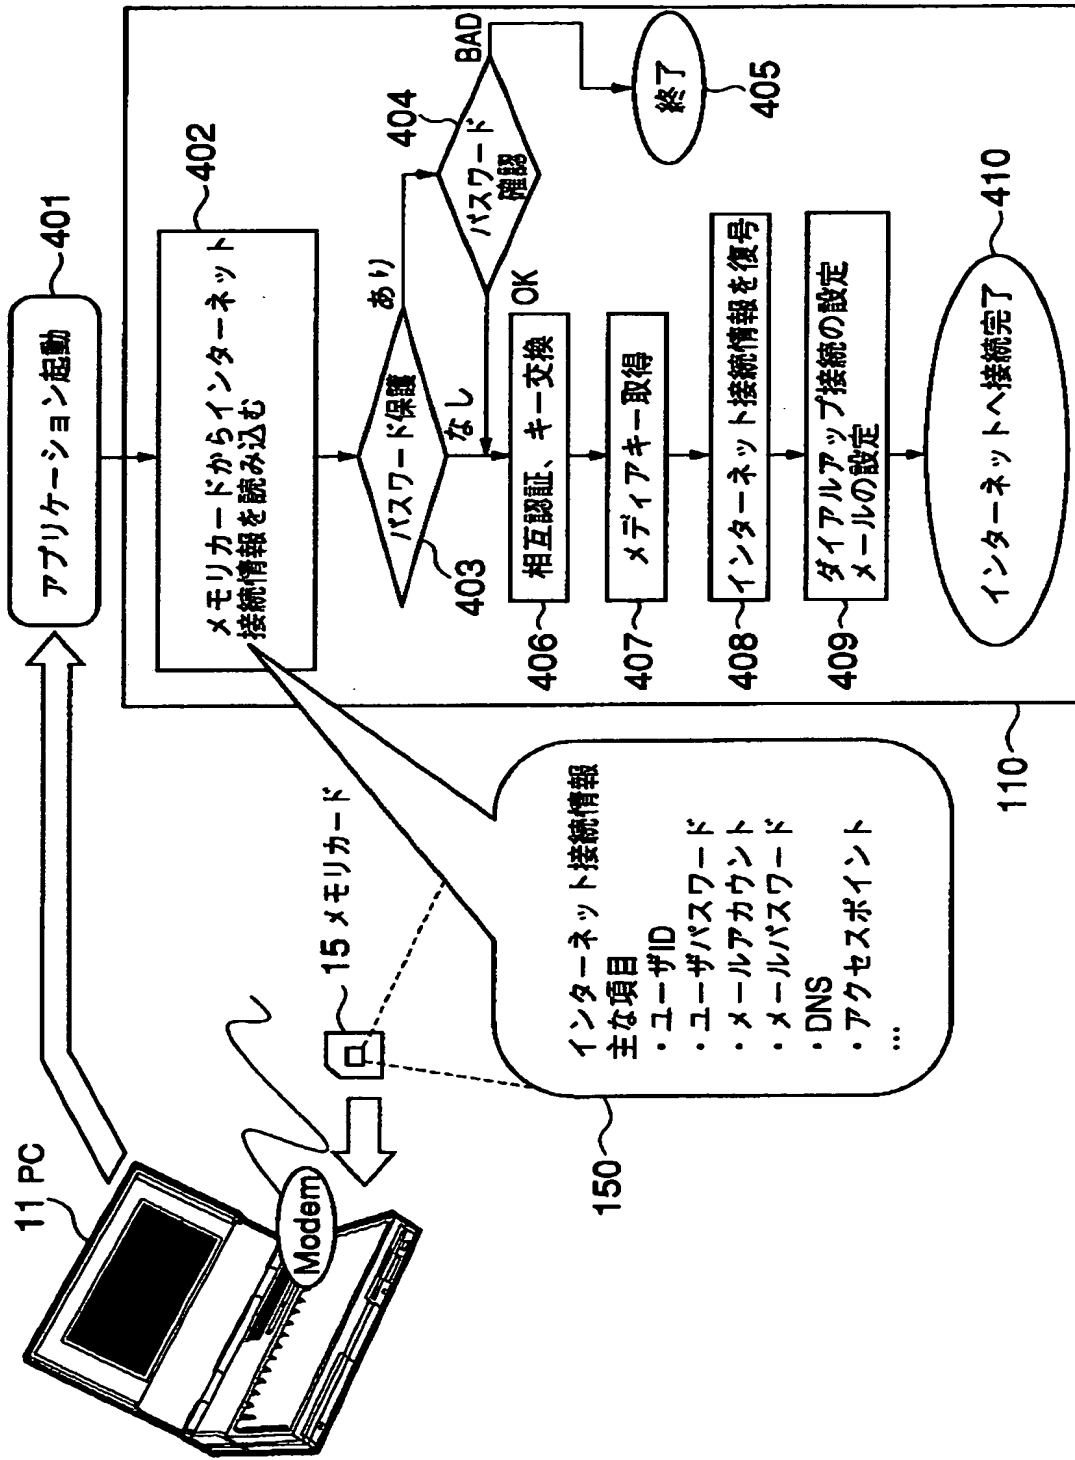 11 PC
Modem
15 メモリカード
アプリケーション起動
401
メモリカードからインターネット
接続情報を読み込む
402
パスワード保護
403
あり
なし
パスワード
確認
404
BAD
OK
終了
405
相互認証、キー交換
406
メディアキー取得
407
インターネット接続情報を復号
408
ダイアルアップ接続の設定
メールの設定
409
インターネットへ接続完了
410
110
インターネット接続情報
主な項目
・ユーザID
・ユーザパスワード
・メールアカウント
・メールパスワード
・DNS
・アクセスポイント
…
150